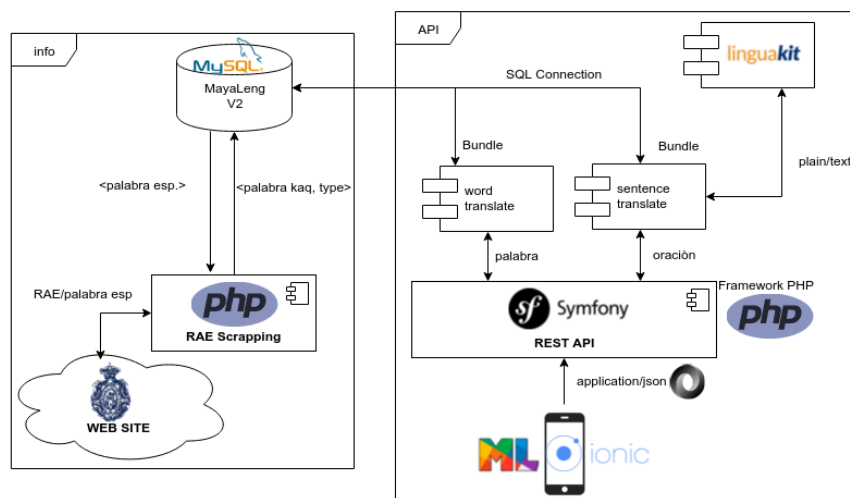 info
MySQL
MayaLeng
V2
<palabra esp.>
<palabra kaq, type>
RAE/palabra esp
php
RAE Scrapping
WEB SITE
API
linguakit
SQL Connection
Bundle
Bundle
plain/text
word
translate
sentence
translate
palabra
oraciòn
sf Symfony
REST API
Framework PHP
php
application/json
ML
ionic